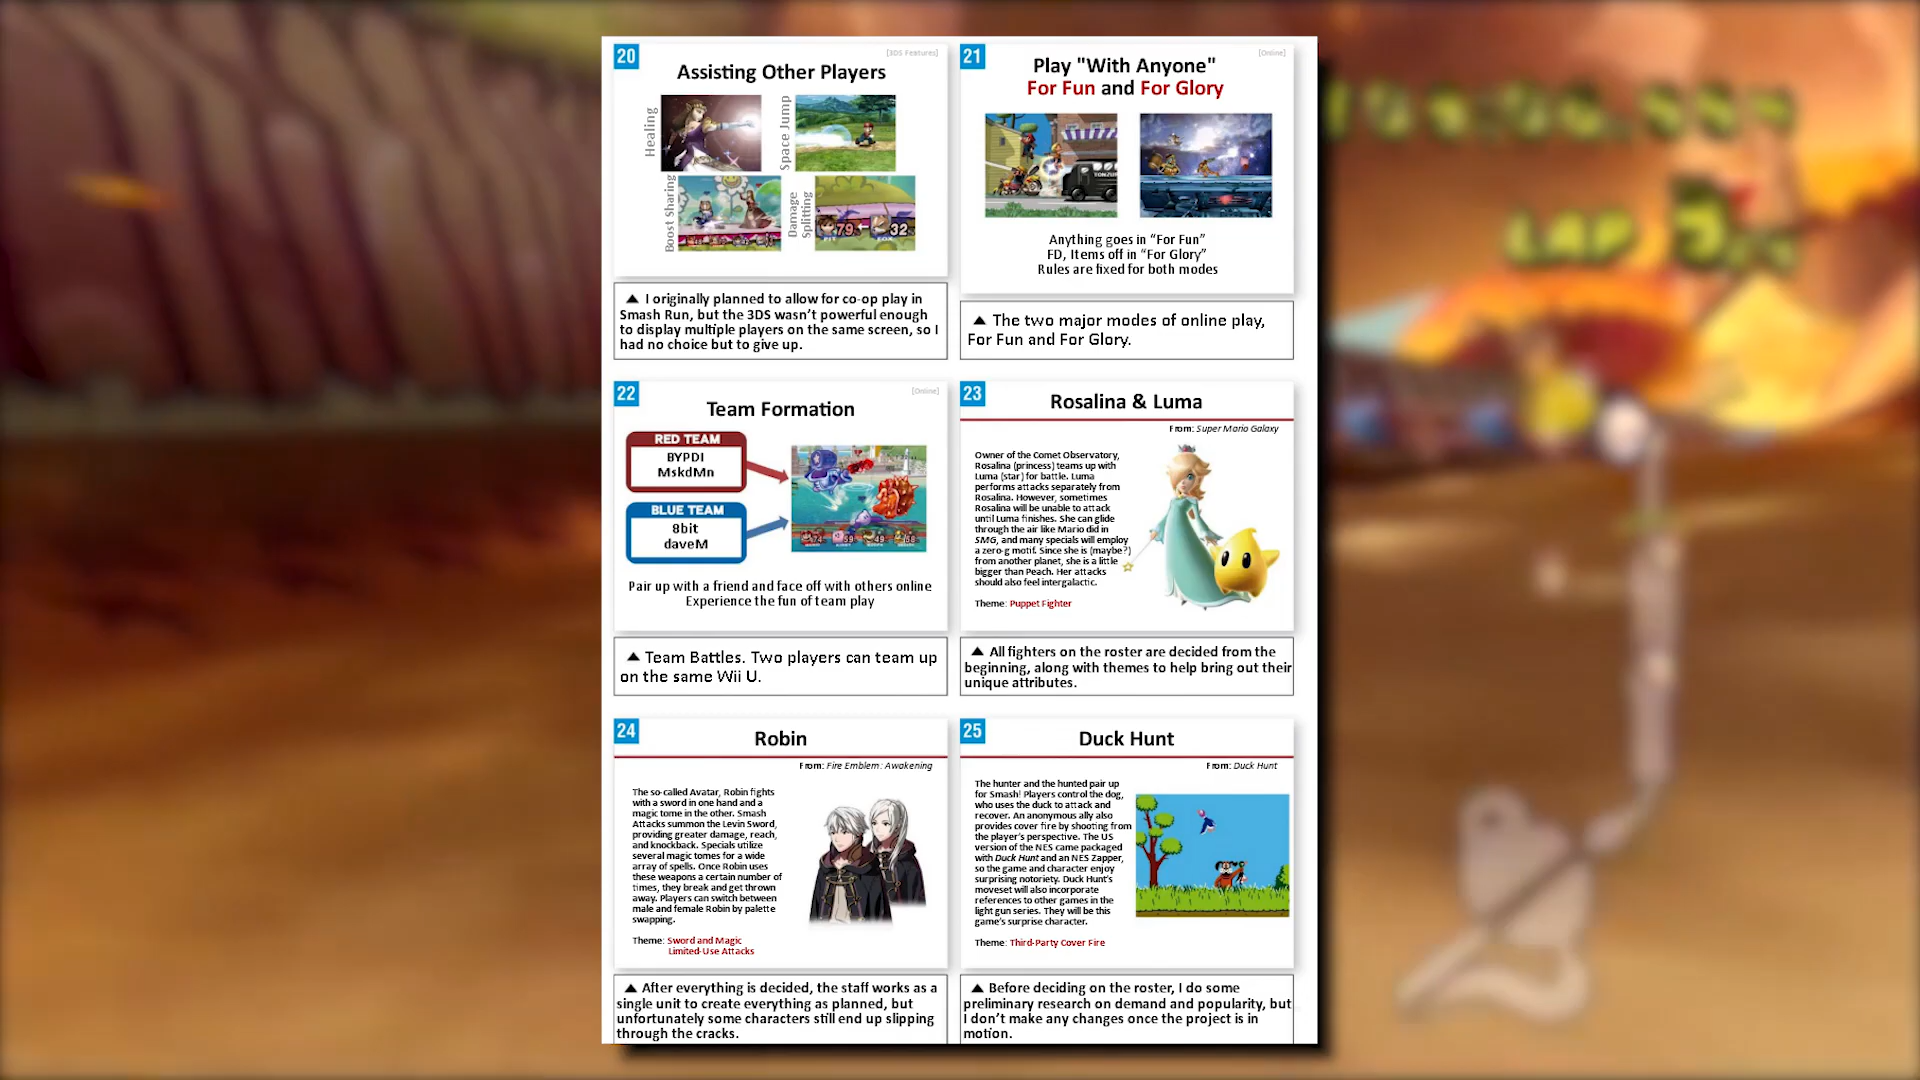 20
[3DS Features]
Assisting Other Players
Healing
Space Jump
Boost Sharing
Damage
Splitting
79
32
▲ I originally planned to allow for co-op play in
Smash Run, but the 3DS wasn't powerful enough
to display multiple players on the same screen, so I
had no choice but to give up.
21
[Online]
Play "With Anyone"
For Fun and For Glory
Anything goes in “For Fun”
FD, Items off in “For Glory”
Rules are fixed for both modes
▲ The two major modes of online play,
For Fun and For Glory.
22
[Online]
Team Formation
RED TEAM
BYPDI
MskdMn
BLUE TEAM
8bit
daveM
Pair up with a friend and face off with others online
Experience the fun of team play
▲ Team Battles. Two players can team up
on the same Wii U.
23
Rosalina & Luma
From: Super Mario Galaxy
Owner of the Comet Observatory,
Rosalina (princess) teams up with
Luma (star) for battle. Luma
performs attacks separately from
Rosalina. However, sometimes
Rosalina will be unable to attack
until Luma finishes. She can glide
through the air like Mario did in
SMG, and many specials will employ
a zero-g motif. Since she is (maybe?)
from another planet, she is a little
bigger than Peach. Her attacks
should also feel intergalactic.
Theme: Puppet Fighter
▲ All fighters on the roster are decided from the
beginning, along with themes to help bring out their
unique attributes.
24
Robin
From: Fire Emblem: Awakening
The so-called Avatar, Robin fights
with a sword in one hand and a
magic tome in the other. Smash
Attacks summon the Levin Sword,
providing greater damage, reach,
and knockback. Specials utilize
several magic tomes for a wide
array of spells. Once Robin uses
these weapons a certain number of
times, they break and get thrown
away. Players can switch between
male and female Robin by palette
swapping.
Theme: Sword and Magic
Limited-Use Attacks
▲ After everything is decided, the staff works as a
single unit to create everything as planned, but
unfortunately some characters still end up slipping
through the cracks.
25
Duck Hunt
From: Duck Hunt
The hunter and the hunted pair up
for Smash! Players control the dog,
who uses the duck to attack and
recover. An anonymous ally also
provides cover fire by shooting from
the player's perspective. The US
version of the NES came packaged
with Duck Hunt and an NES Zapper,
so the game and character enjoy
surprising notoriety. Duck Hunt's
moveset will also incorporate
references to other games in the
light gun series. They will be this
game's surprise character.
Theme: Third-Party Cover Fire
▲ Before deciding on the roster, I do some
preliminary research on demand and popularity, but
I don't make any changes once the project is in
motion.
LAP